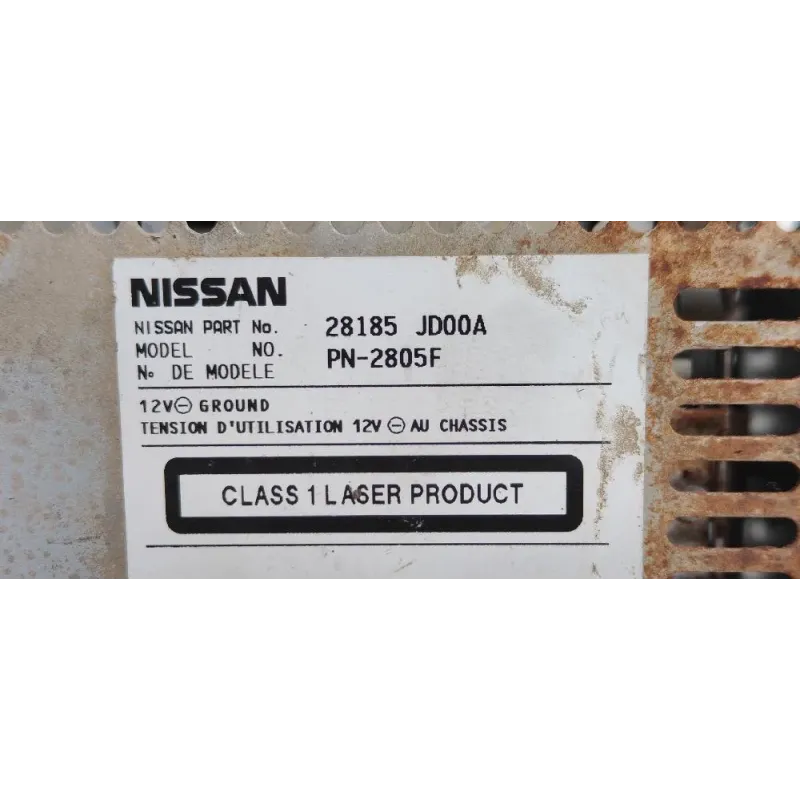 NISSAN
NISSAN PART No. 28185 JD00A
MODEL NO. PN-2805F
No DE MODELE
12V⊖ GROUND
TENSION D'UTILISATION 12V ⊖ AU CHASSIS
CLASS 1 LASER PRODUCT